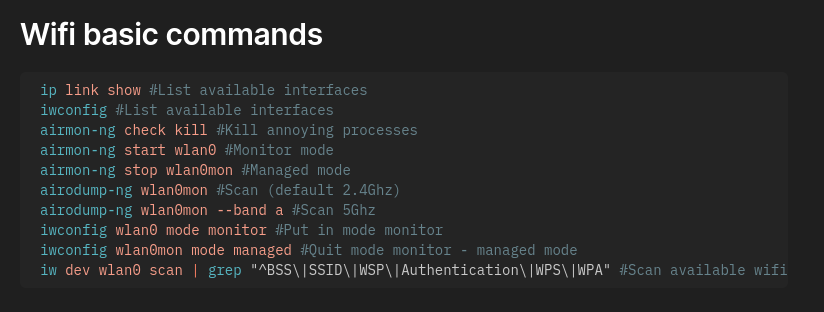 Wifi basic commands
ip link show #List available interfaces
iwconfig #List available interfaces
airmon-ng check kill #Kill annoying processes
airmon-ng start wlan0 #Monitor mode
airmon-ng stop wlan0mon #Managed mode
airodump-ng wlan0mon #Scan (default 2.4Ghz)
airodump-ng wlan0mon --band a #Scan 5Ghz
iwconfig wlan0 mode monitor #Put in mode monitor
iwconfig wlan0mon mode managed #Quit mode monitor - managed mode
iw dev wlan0 scan | grep "^BSS\|SSID\|WSP\|Authentication\|WPS\|WPA" #Scan available wifi